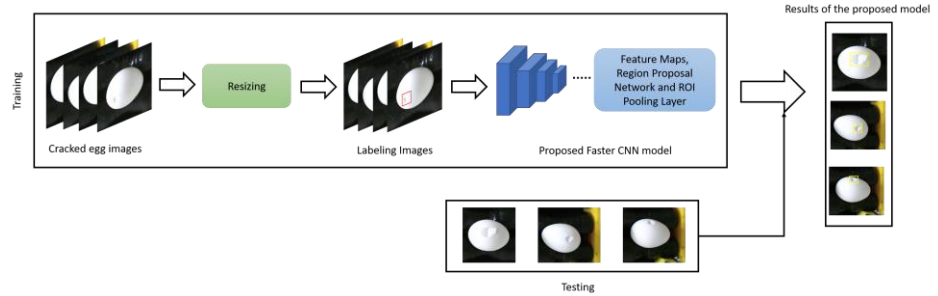 Results of the proposed model
Training
Resizing
Feature Maps,
Region Proposal
Network and ROI
Pooling Layer
Cracked egg images
Labeling Images
Proposed Faster CNN model
Testing